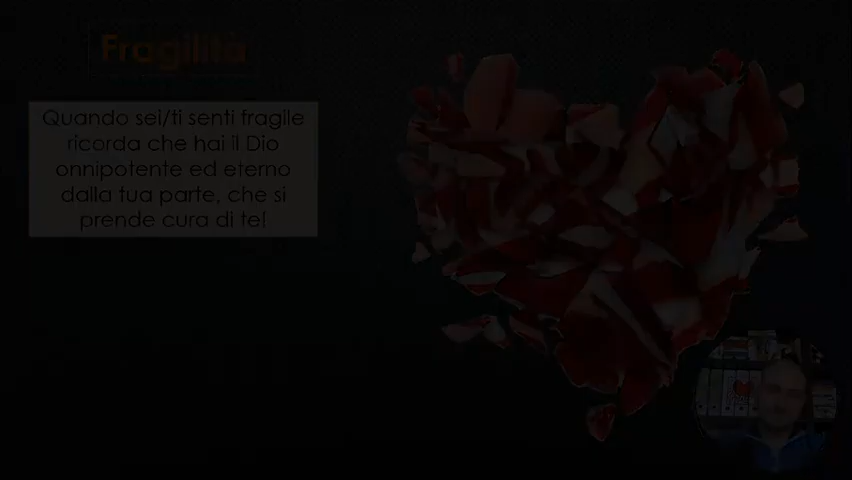 Fragilità
Quando sei/ti senti fragile
ricorda che hai il Dio
onnipotente ed eterno
dalla tua parte, che si
prende cura di te!